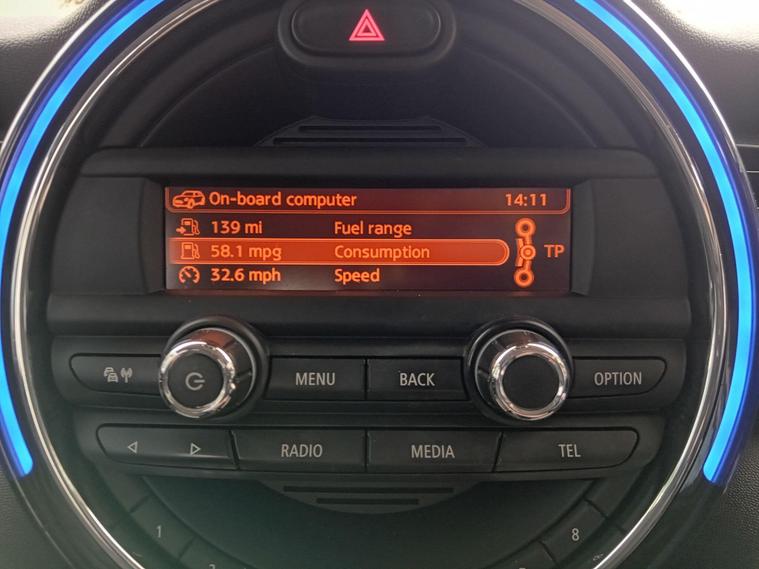 On-board computer 14:11
139 mi Fuel range
58.1 mpg Consumption TP
32.6 mph Speed
MENU BACK OPTION
RADIO MEDIA TEL
1 8
2